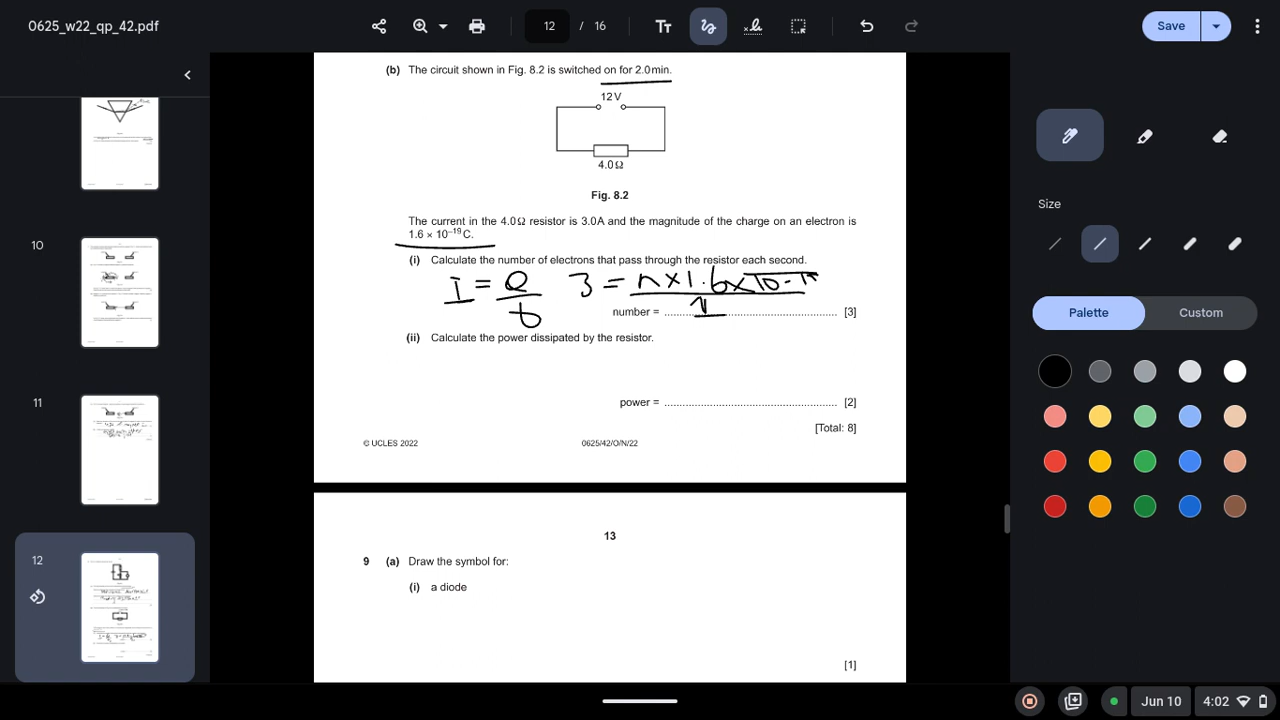 0625_w22_qp_42.pdf
12 / 16
Save
(b) The circuit shown in Fig. 8.2 is switched on for 2.0 min.
12 V
4.0 Ω
Fig. 8.2
The current in the 4.0 Ω resistor is 3.0 A and the magnitude of the charge on an electron is
1.6 × 10⁻¹⁹ C.
(i) Calculate the number of electrons that pass through the resistor each second.
I = Q/t 3 = n×1.6×10-19/1
number = ........................................................ [3]
(ii) Calculate the power dissipated by the resistor.
power = ........................................................ [2]
[Total: 8]
© UCLES 2022
0625/42/O/N/22
13
9 (a) Draw the symbol for:
(i) a diode
[1]
10
11
12
Size
Palette
Custom
Jun 10
4:02